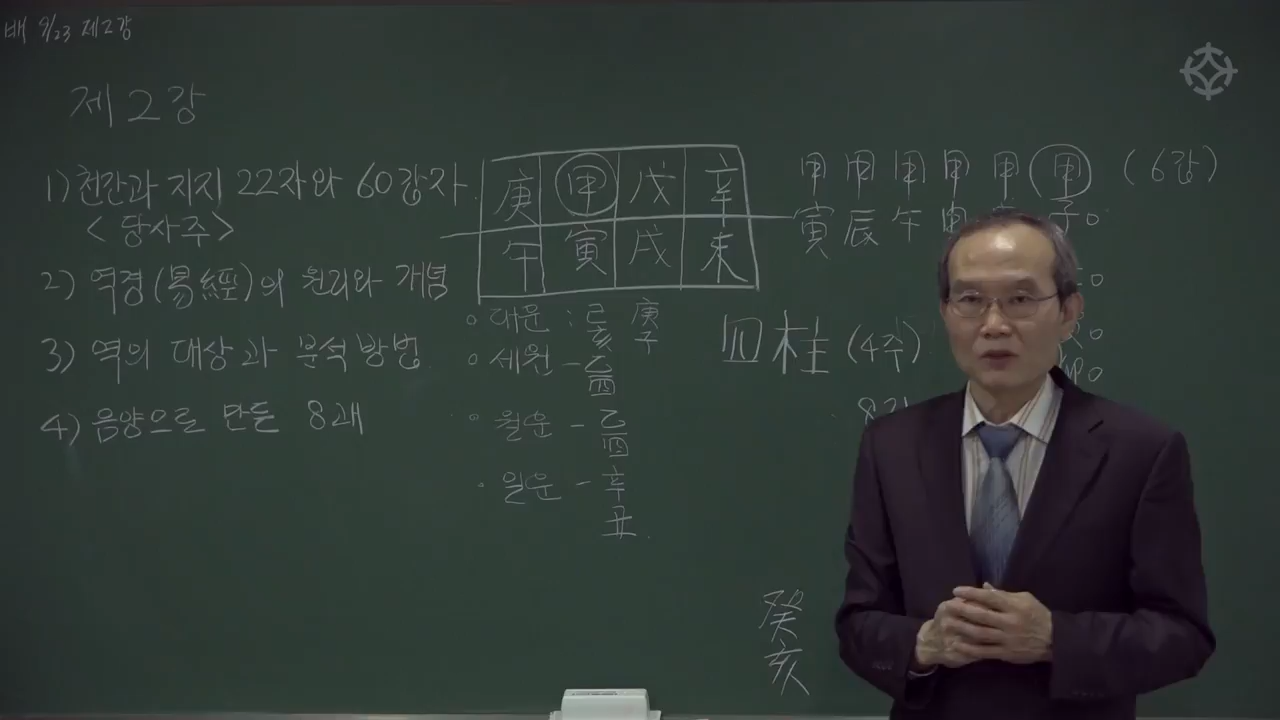 배 9/23 제2강
제2강
1) 천간과 지지 22자와 60갑자
<당사주>
2) 역경(易經)의 원리와 개념
3) 역의 대상과 분석방법
4) 음양으로 만든 8괘
庚 甲 戊 辛
午 寅 戌 未
대운 : 己亥 庚子
세원 - 乙酉
월운 - 乙酉
일운 - 辛丑
甲 甲 甲 甲 甲 甲 (6갑)
寅 辰 午 申 子
四柱 (4주)
癸亥